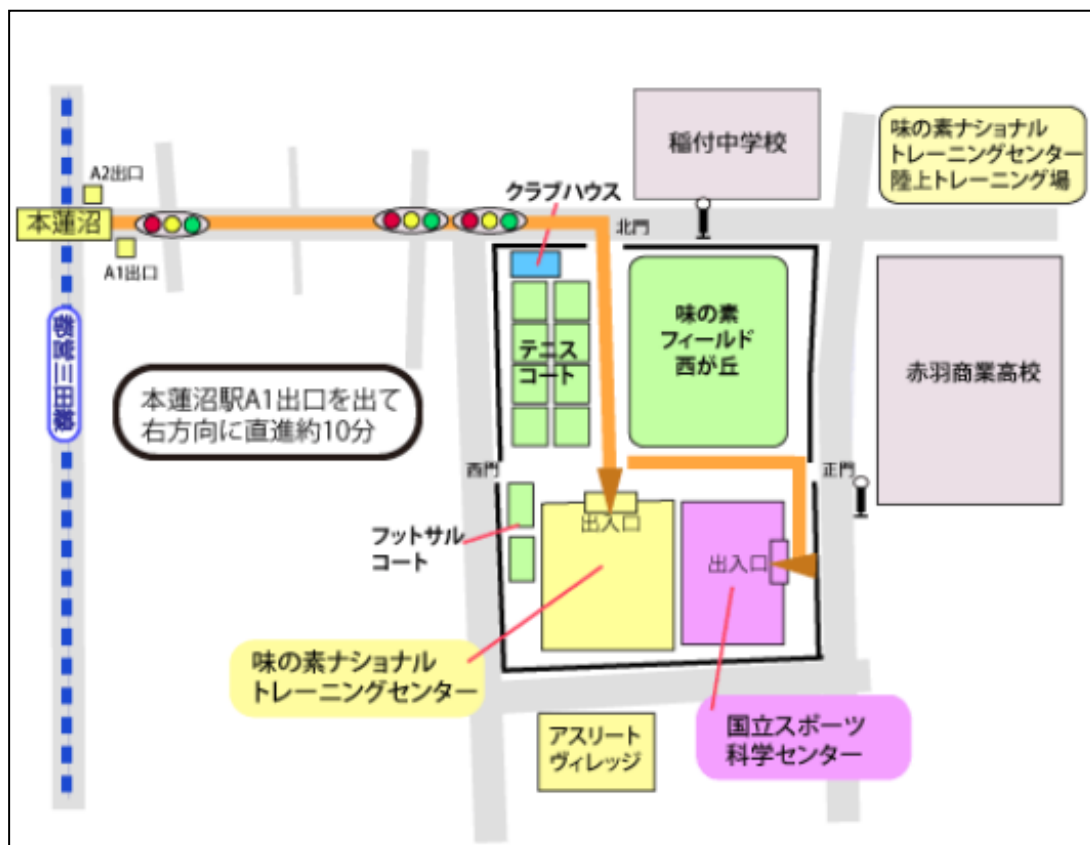 稲付中学校
味の素ナショナル
トレーニングセンター
陸上トレーニング場
A2出口
本蓮沼
A1出口
クラブハウス
北門
都営三田線
テニス
コート
味の素
フィールド
西が丘
赤羽商業高校
本蓮沼駅A1出口を出て
右方向に直進約10分
西門
正門
出入口
フットサル
コート
出入口
味の素ナショナル
トレーニングセンター
国立スポーツ
科学センター
アスリート
ヴィレッジ